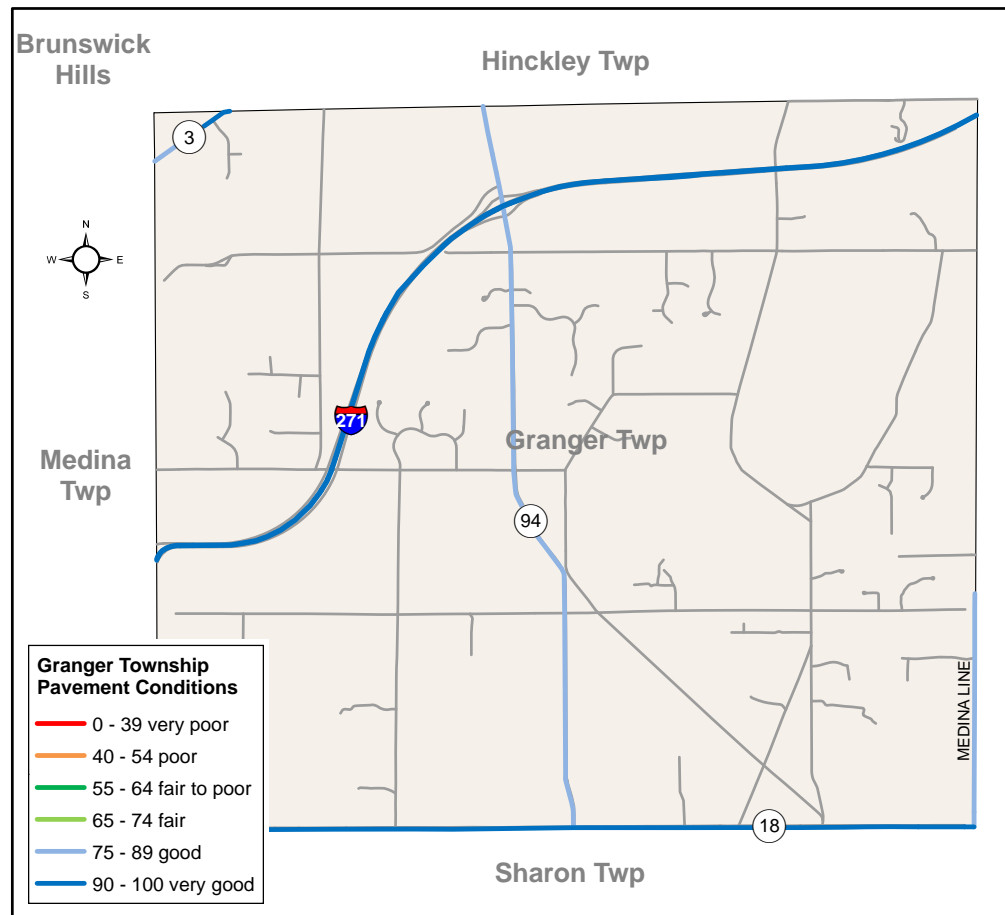 Brunswick
Hills
Hinckley Twp
3
N
W
E
S
271
Medina
Twp
Granger Twp
94
MEDINA LINE
Granger Township
Pavement Conditions
0 - 39 very poor
40 - 54 poor
55 - 64 fair to poor
65 - 74 fair
75 - 89 good
90 - 100 very good
18
Sharon Twp